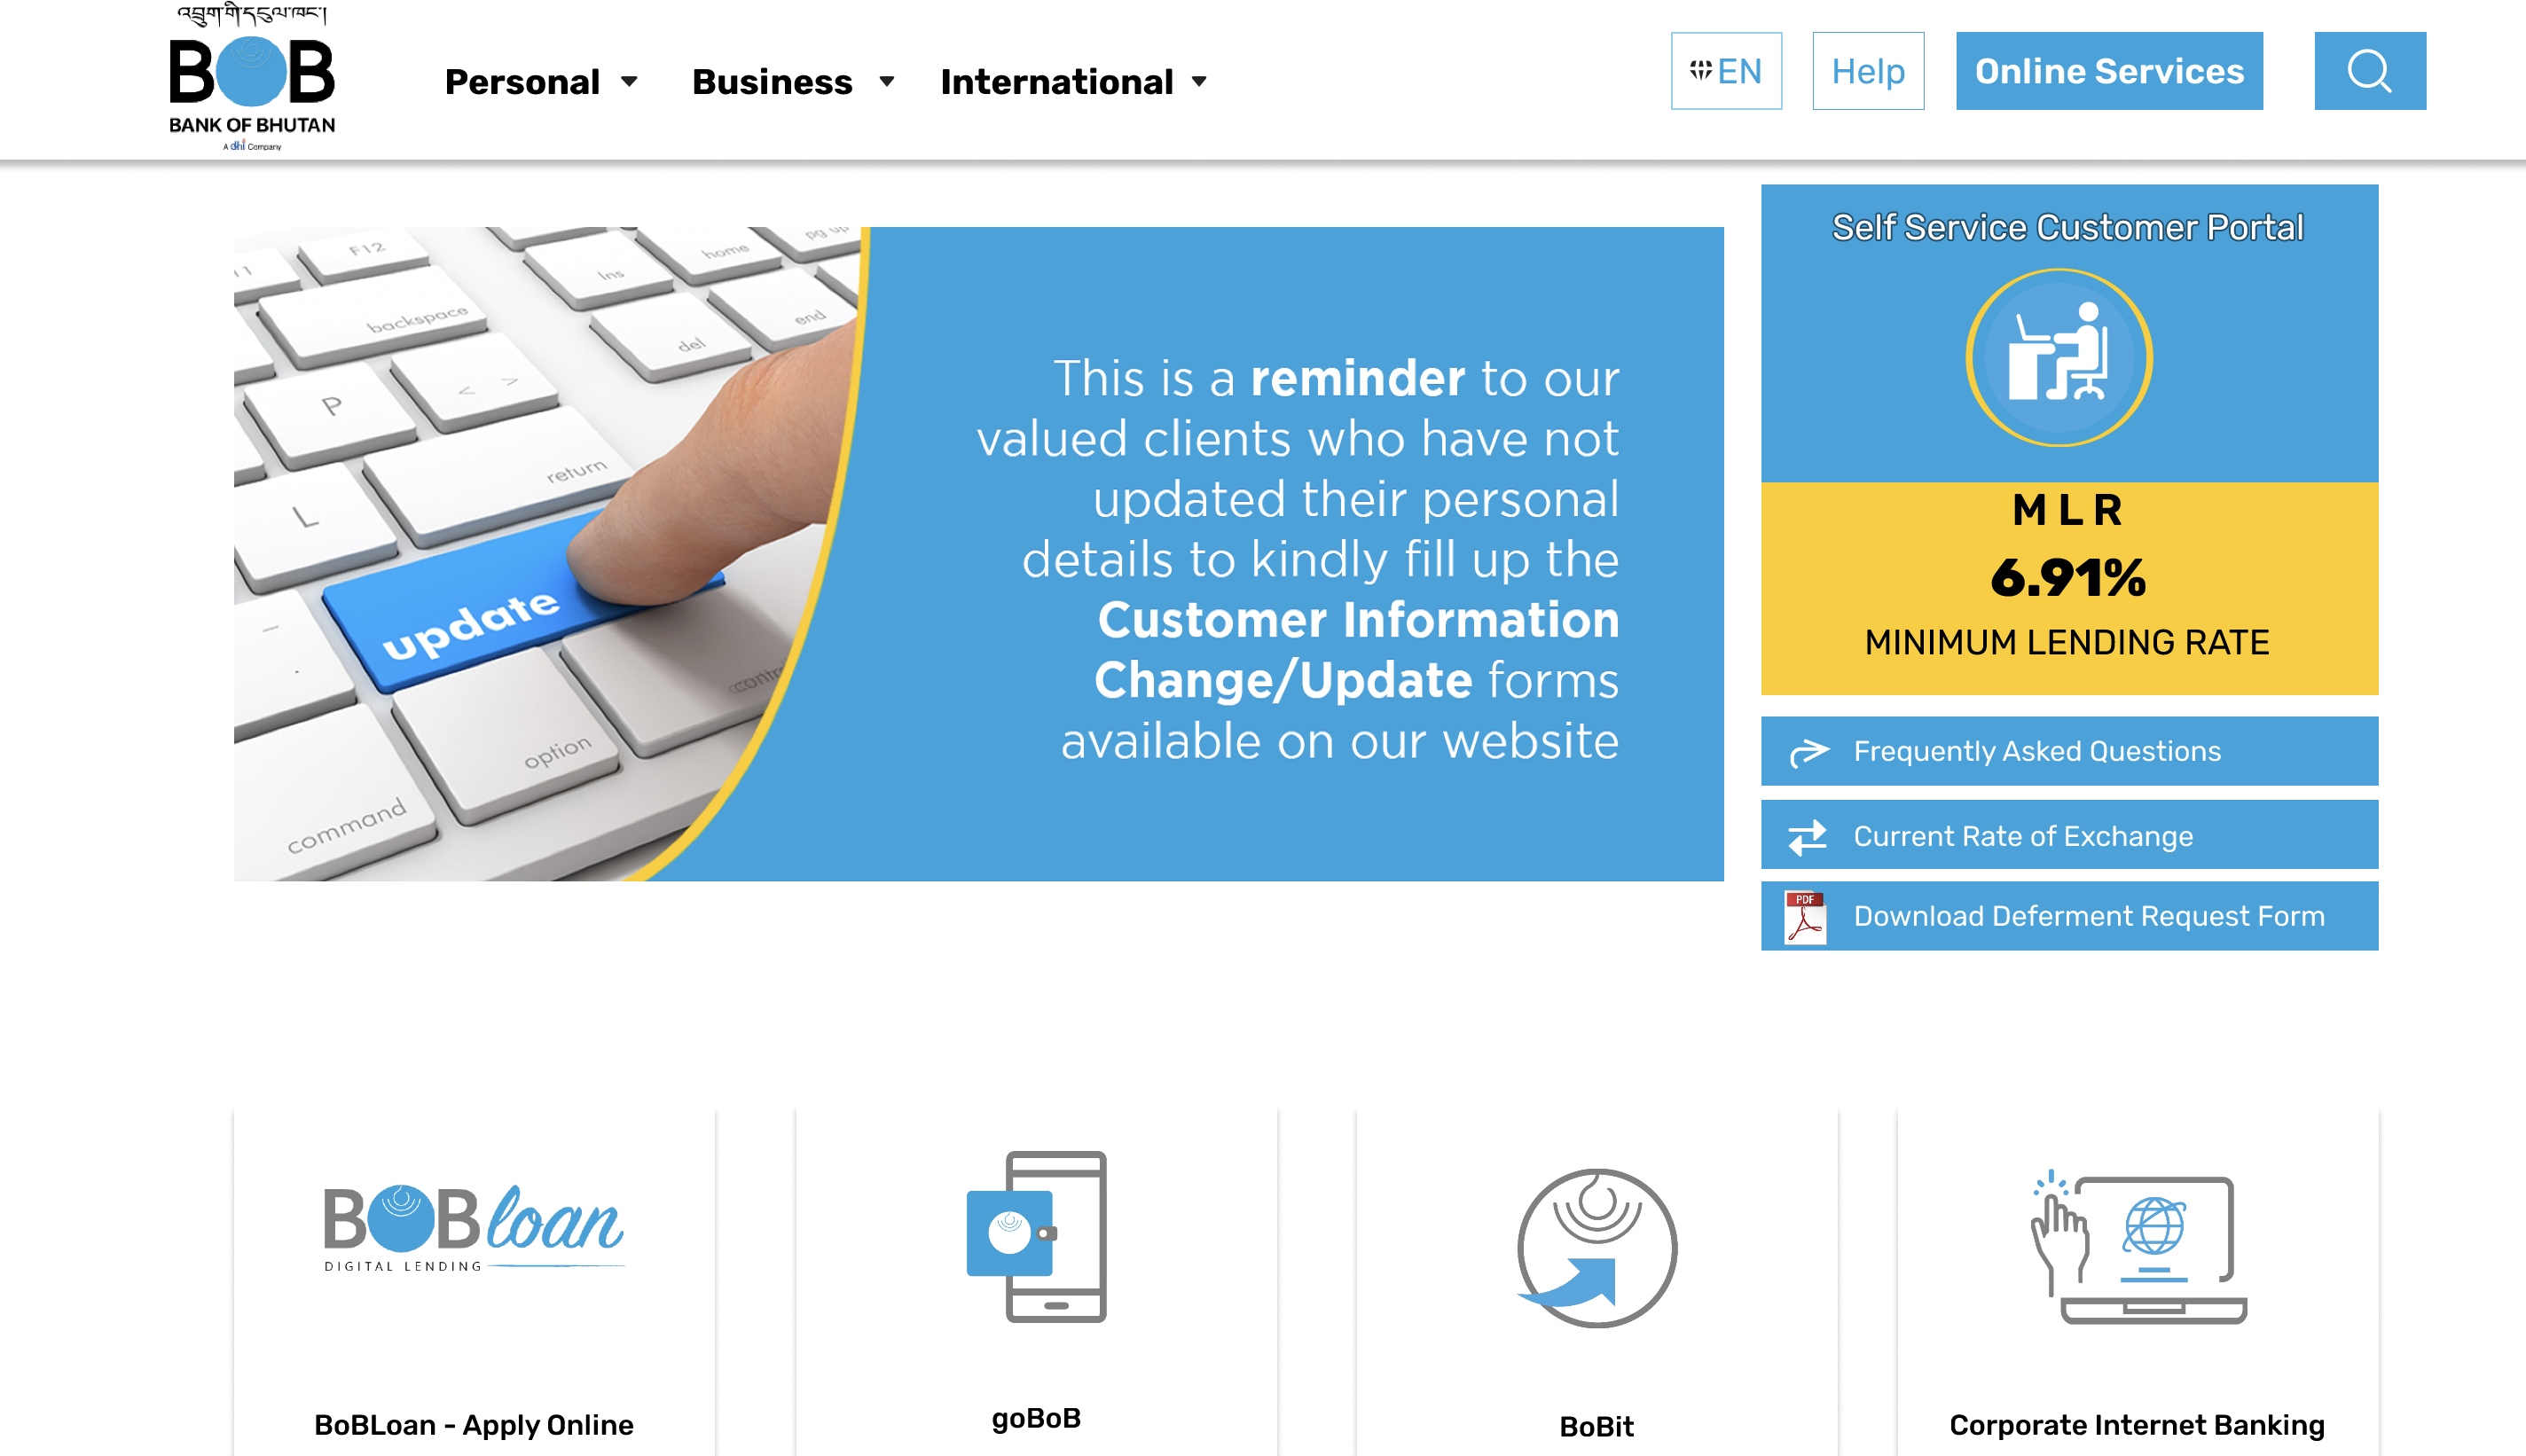 འབྲུག་གི་དངུལ་ཁང་།
BOB
BANK OF BHUTAN
A dhi Company
Personal
Business
International
EN
Help
Online Services
F12
backspace
Ins
home
pg up
del
end
P
< >
return
L
update
option
command
This is a reminder to our
valued clients who have not
updated their personal
details to kindly fill up the
Customer Information
Change/Update forms
available on our website
Self Service Customer Portal
MLR
6.91%
MINIMUM LENDING RATE
Frequently Asked Questions
Current Rate of Exchange
PDF
Download Deferment Request Form
BOBloan
DIGITAL LENDING
BoBLoan - Apply Online
goBoB
BoBit
Corporate Internet Banking